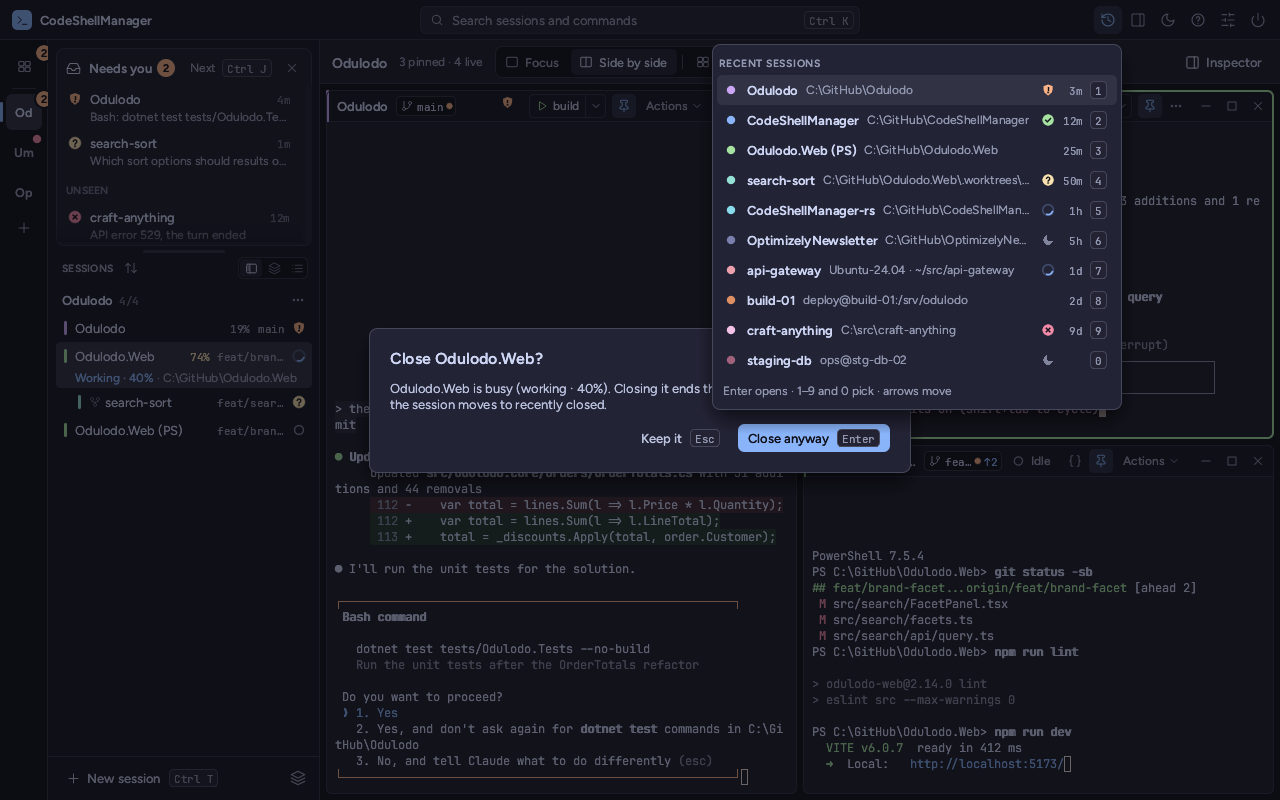 CodeShellManager
Search sessions and commands
Ctrl K
2
Needs you 2 Next Ctrl J
Odulodo 4m
Bash: dotnet test tests/Odulodo.Te…
search-sort 1m
Which sort options should results o…
UNSEEN
craft-anything 12m
API error 529, the turn ended
2
Od
Um
Op
SESSIONS
Odulodo 4/4
Odulodo 19% main
Odulodo.Web 74% feat/bran…
Working · 40% · C:\GitHub\Odulodo.Web
search-sort feat/sear…
Odulodo.Web (PS) feat/bran…
New session Ctrl T
Odulodo 3 pinned · 4 live Focus Side by side
Inspector
Odulodo main build Actions
RECENT SESSIONS
Odulodo C:\GitHub\Odulodo 3m 1
CodeShellManager C:\GitHub\CodeShellManager 12m 2
Odulodo.Web (PS) C:\GitHub\Odulodo.Web 25m 3
search-sort C:\GitHub\Odulodo.Web\.worktrees\… 50m 4
CodeShellManager-rs C:\GitHub\CodeShellMan… 1h 5
OptimizelyNewsletter C:\GitHub\OptimizelyNe… 5h 6
api-gateway Ubuntu-24.04 · ~/src/api-gateway 1d 7
build-01 deploy@build-01:/srv/odulodo 2d 8
craft-anything C:\src\craft-anything 9d 9
staging-db ops@stg-db-02 0
Enter opens · 1–9 and 0 pick · arrows move
3 additions and 1 re
query
errupt)
Close Odulodo.Web?
Odulodo.Web is busy (working · 40%). Closing it ends th
the session moves to recently closed.
Keep it Esc
Close anyway Enter
> the
mit
tions and 44 removals
112 - var total = lines.Sum(l => l.Price * l.Quantity);
112 + var total = lines.Sum(l => l.LineTotal);
113 + total = _discounts.Apply(total, order.Customer);
● I'll run the unit tests for the solution.
Bash command
dotnet test tests/Odulodo.Tests --no-build
Run the unit tests after the OrderTotals refactor
Do you want to proceed?
❯ 1. Yes
2. Yes, and don't ask again for dotnet test commands in C:\Gi
tHub\Odulodo
3. No, and tell Claude what to do differently (esc)
fea… ↑2 Idle {} Actions
PowerShell 7.5.4
PS C:\GitHub\Odulodo.Web> git status -sb
## feat/brand-facet...origin/feat/brand-facet [ahead 2]
M src/search/FacetPanel.tsx
M src/search/facets.ts
M src/search/api/query.ts
PS C:\GitHub\Odulodo.Web> npm run lint
> odulodo-web@2.14.0 lint
> eslint src --max-warnings 0
PS C:\GitHub\Odulodo.Web> npm run dev
VITE v6.0.7 ready in 412 ms
➜ Local: http://localhost:5173/